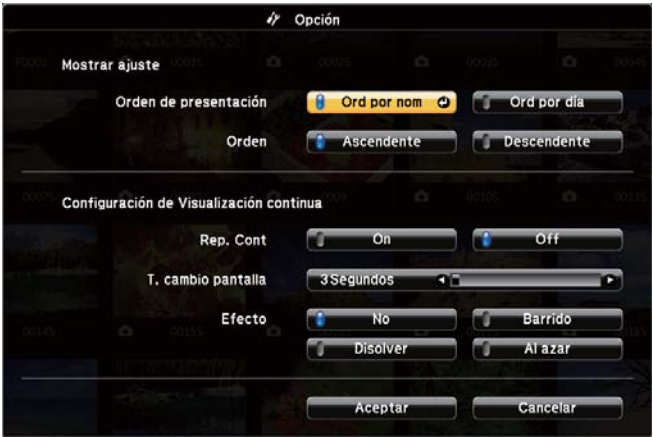 Opción
Mostrar ajuste
Orden de presentación Ord por nom Ord por día
Orden Ascendente Descendente
Configuración de Visualización continua
Rep. Cont On Off
T. cambio pantalla 3Segundos
Efecto No Barrido
Disolver Al azar
Aceptar Cancelar